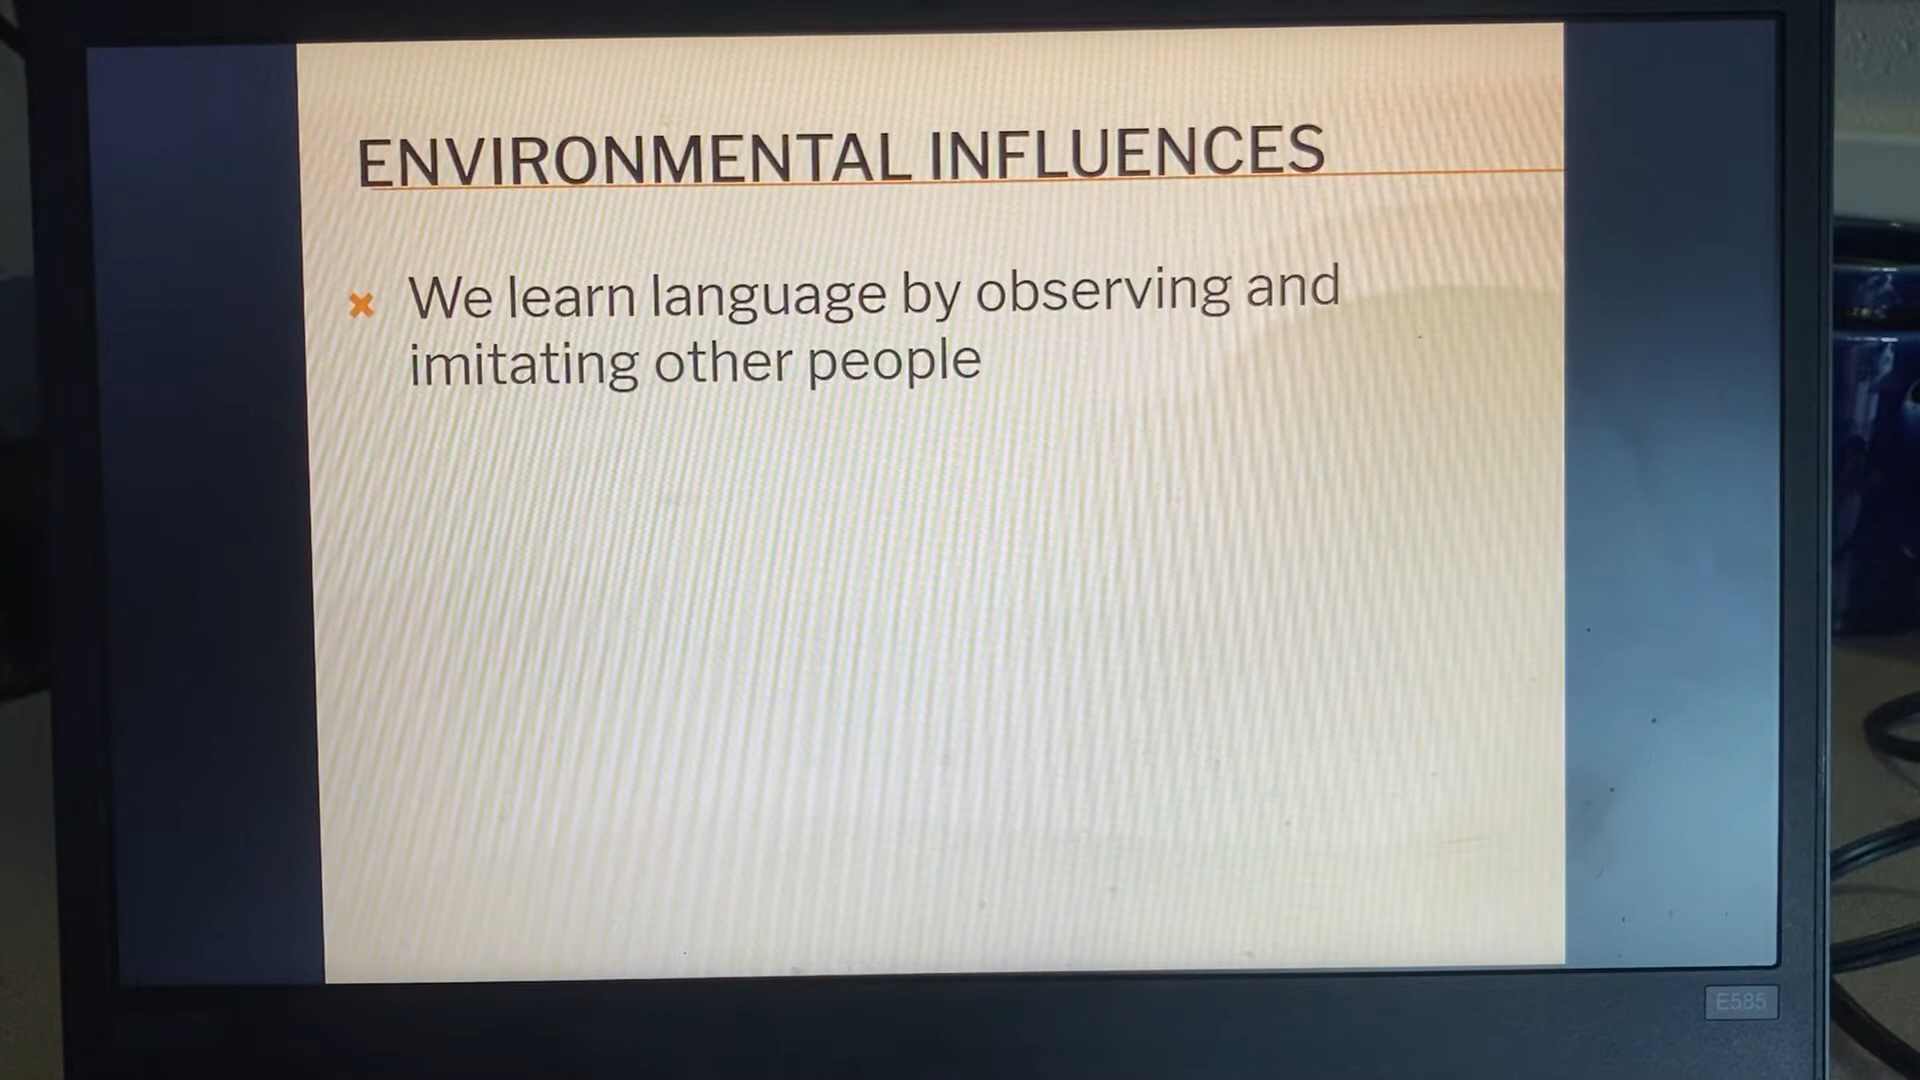 ENVIRONMENTAL INFLUENCES
We learn language by observing and
imitating other people
E585